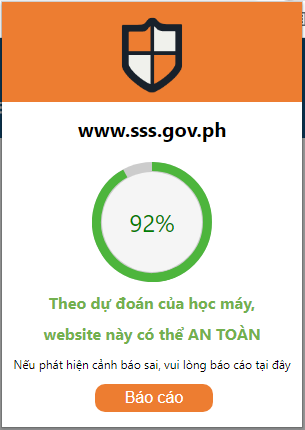 www.sss.gov.ph
92%
Theo dự đoán của học máy,
website này có thể AN TOÀN
Nếu phát hiện cảnh báo sai, vui lòng báo cáo tại đây
Báo cáo